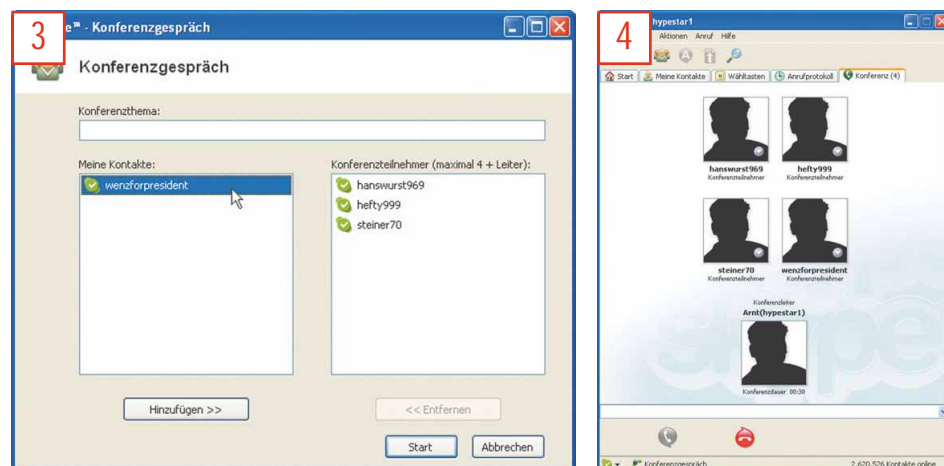 3
e™ - Konferenzgespräch
Konferenzgespräch
Konferenzthema:
Meine Kontakte:
Konferenzteilnehmer (maximal 4 + Leiter):
wenzforpresident
hanswurst969
hefty999
steiner70
Hinzufügen >>
<< Entfernen
Start
Abbrechen
4
hypestar1
Aktionen Anruf Hilfe
Start Meine Kontakte Wähltasten Anrufprotokoll Konferenz (4)
hanswurst969 hefty999
Konferenzteilnehmer Konferenzteilnehmer
steiner70 wenzforpresident
Konferenzteilnehmer Konferenzteilnehmer
Konferenzleiter
Arnt(hypestar1)
Konferenzdauer 00:30
Konferenzgespräch 2.620.526 Kontakte online